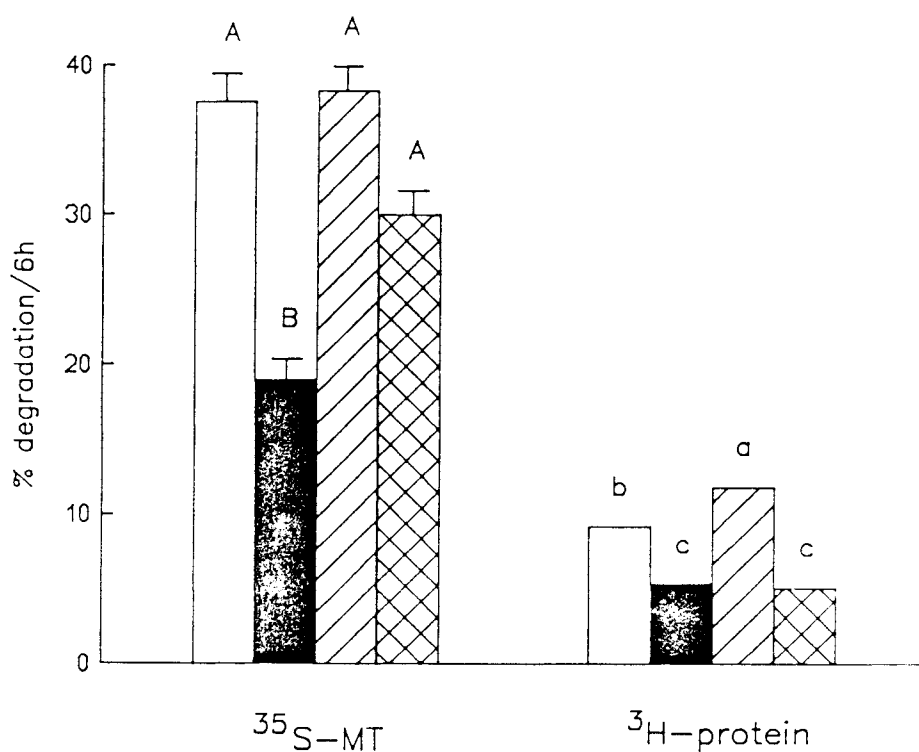 A A
40
A
30
B
20
a
b
10
c c
0
% degradation/6h
³⁵S-MT ³H-protein